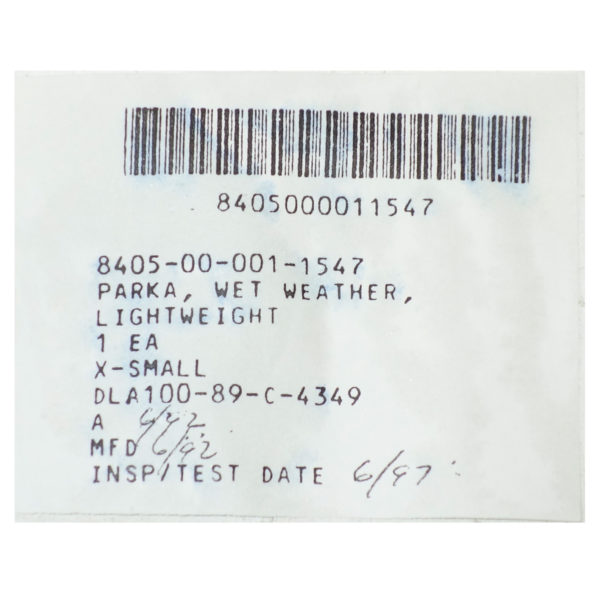 8405000011547
8405-00-001-1547
PARKA, WET WEATHER,
LIGHTWEIGHT
1 EA
X-SMALL
DLA100-89-C-4349
A 6/92
MFD 6/92
INSP/TEST DATE 6/97